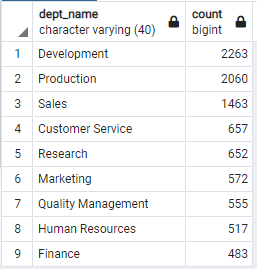 dept_name count
character varying (40) bigint
1 Development 2263
2 Production 2060
3 Sales 1463
4 Customer Service 657
5 Research 652
6 Marketing 572
7 Quality Management 555
8 Human Resources 517
9 Finance 483